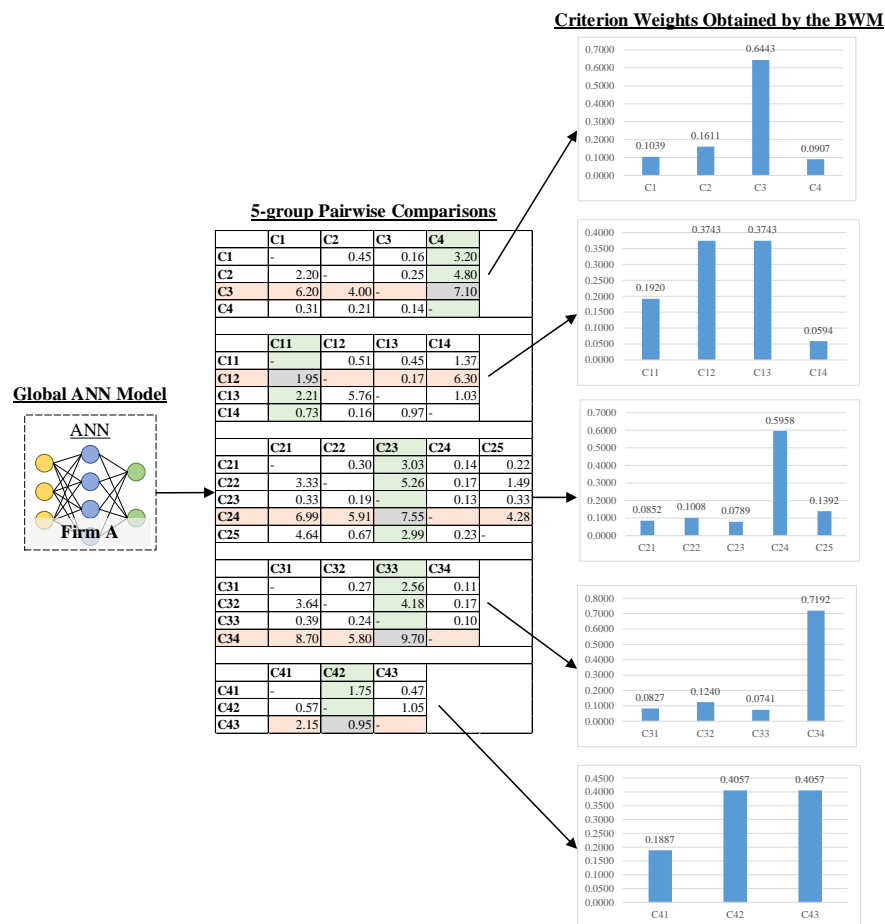 Criterion Weights Obtained by the BWM
0.7000
0.6000
0.5000
0.4000
0.3000
0.2000
0.1000
0.0000
0.1039
0.1611
0.6443
0.0907
C1 C2 C3 C4
5-group Pairwise Comparisons
C1 C2 C3 C4
C1 - 0.45 0.16 3.20
C2 2.20 - 0.25 4.80
C3 6.20 4.00 - 7.10
C4 0.31 0.21 0.14 -
C11 C12 C13 C14
C11 - 0.51 0.45 1.37
C12 1.95 - 0.17 6.30
C13 2.21 5.76 - 1.03
C14 0.73 0.16 0.97 -
C21 C22 C23 C24 C25
C21 - 0.30 3.03 0.14 0.22
C22 3.33 - 5.26 0.17 1.49
C23 0.33 0.19 - 0.13 0.33
C24 6.99 5.91 7.55 - 4.28
C25 4.64 0.67 2.99 0.23 -
C31 C32 C33 C34
C31 - 0.27 2.56 0.11
C32 3.64 - 4.18 0.17
C33 0.39 0.24 - 0.10
C34 8.70 5.80 9.70 -
C41 C42 C43
C41 - 1.75 0.47
C42 0.57 - 1.05
C43 2.15 0.95 -
Global ANN Model
ANN
Firm A
0.4000
0.3500
0.3000
0.2500
0.2000
0.1500
0.1000
0.0500
0.0000
0.1920
0.3743
0.3743
0.0594
C11 C12 C13 C14
0.7000
0.6000
0.5000
0.4000
0.3000
0.2000
0.1000
0.0000
0.0852
0.1008
0.0789
0.5958
0.1392
C21 C22 C23 C24 C25
0.8000
0.7000
0.6000
0.5000
0.4000
0.3000
0.2000
0.1000
0.0000
0.0827
0.1240
0.0741
0.7192
C31 C32 C33 C34
0.4500
0.4000
0.3500
0.3000
0.2500
0.2000
0.1500
0.1000
0.0500
0.0000
0.1887
0.4057
0.4057
C41 C42 C43